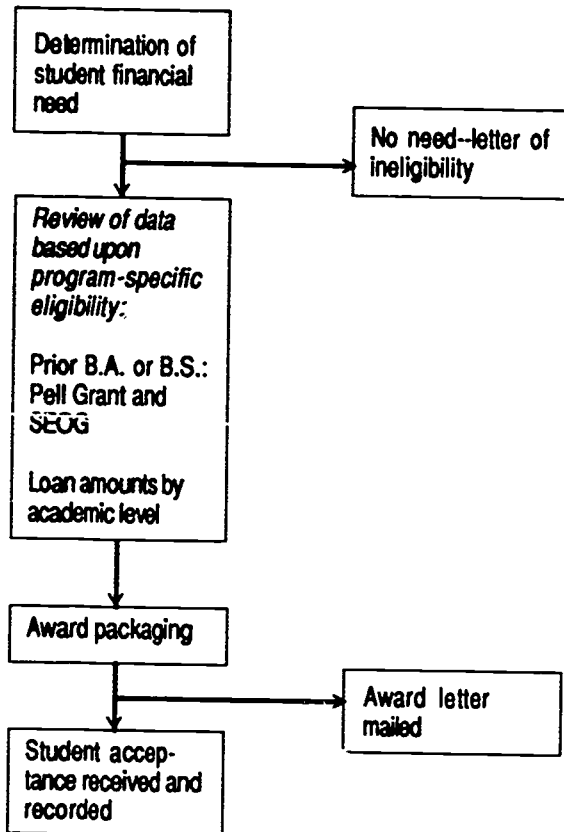 Determination of
student financial
need
No need--letter of
ineligibility
Review of data
based upon
program-specific
eligibility:
Prior B.A. or B.S.:
Pell Grant and
SEOG
Loan amounts by
academic level
Award packaging
Award letter
mailed
Student accep-
tance received and
recorded